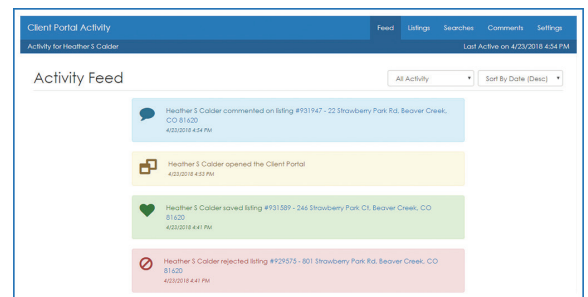 Client Portal Activity
Feed Listings Searches Comments Settings
Activity for Heather S Calder
Last Active on 4/23/2018 4:54 PM
Activity Feed
All Activity
Sort By Date (Desc)
Heather S Calder commented on listing #931947 - 22 Strawberry Park Rd, Beaver Creek,
CO 81620
4/23/2018 4:54 PM
Heather S Calder opened the Client Portal
4/23/2018 4:53 PM
Heather S Calder saved listing #931589 - 246 Strawberry Park Ct, Beaver Creek, CO
81620
4/23/2018 4:41 PM
Heather S Calder rejected listing #929575 - 801 Strawberry Park Rd, Beaver Creek, CO
81620
4/23/2018 4:41 PM